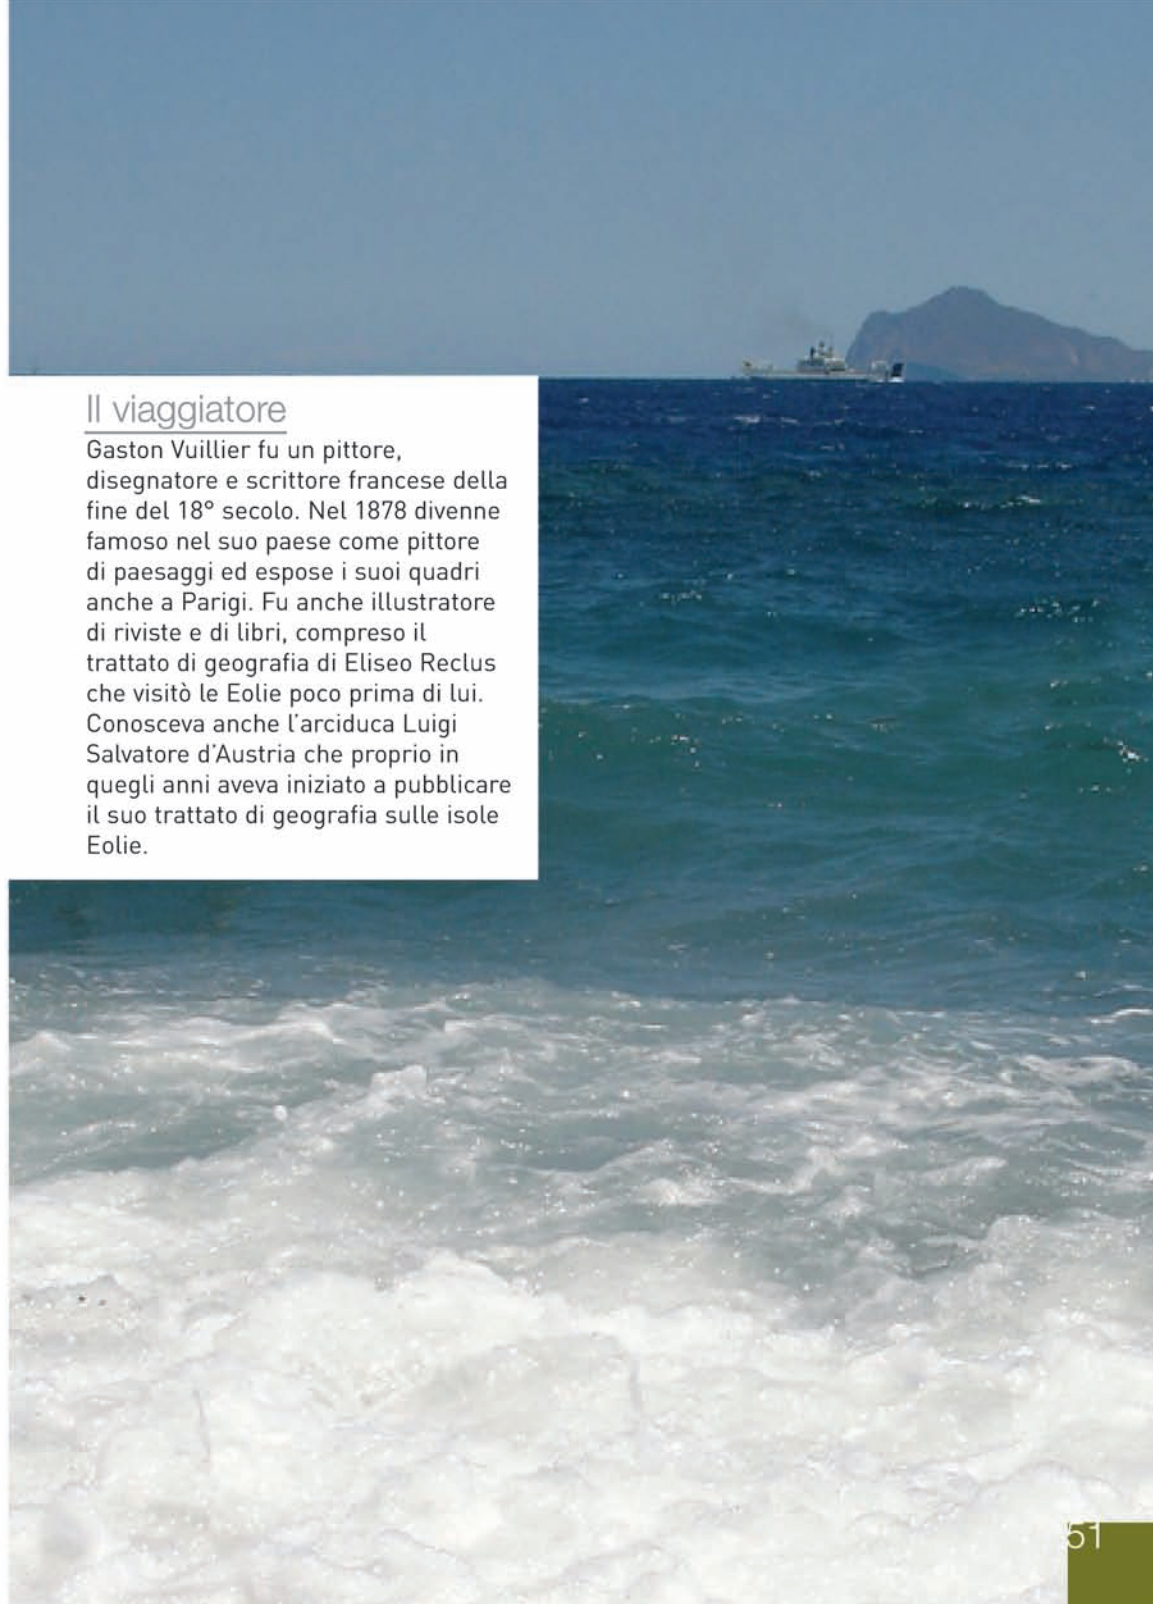 Il viaggiatore
Gaston Vuillier fu un pittore,
disegnatore e scrittore francese della
fine del 18° secolo. Nel 1878 divenne
famoso nel suo paese come pittore
di paesaggi ed espose i suoi quadri
anche a Parigi. Fu anche illustratore
di riviste e di libri, compreso il
trattato di geografia di Eliseo Reclus
che visitò le Eolie poco prima di lui.
Conosceva anche l'arciduca Luigi
Salvatore d'Austria che proprio in
quegli anni aveva iniziato a pubblicare
il suo trattato di geografia sulle isole
Eolie.
51